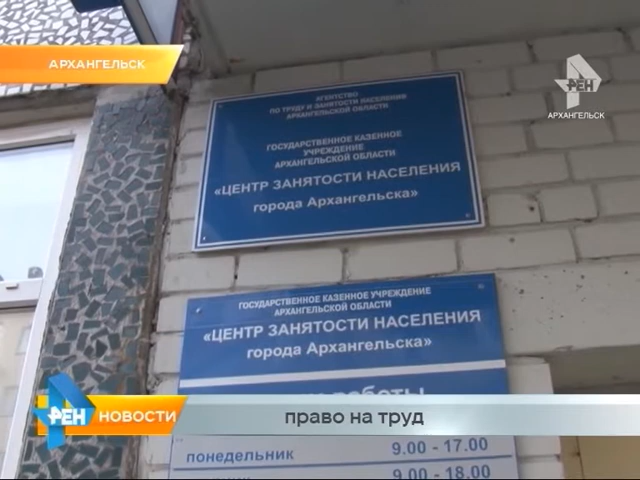 АРХАНГЕЛЬСК
РЕН
АРХАНГЕЛЬСК
АГЕНТСТВО
ПО ТРУДУ И ЗАНЯТОСТИ НАСЕЛЕНИЯ
АРХАНГЕЛЬСКОЙ ОБЛАСТИ
ГОСУДАРСТВЕННОЕ КАЗЕННОЕ
УЧРЕЖДЕНИЕ
АРХАНГЕЛЬСКОЙ ОБЛАСТИ
«ЦЕНТР ЗАНЯТОСТИ НАСЕЛЕНИЯ
города Архангельска»
ГОСУДАРСТВЕННОЕ КАЗЕННОЕ УЧРЕЖДЕНИЕ
АРХАНГЕЛЬСКОЙ ОБЛАСТИ
«ЦЕНТР ЗАНЯТОСТИ НАСЕЛЕНИЯ
города Архангельска»
работы
РЕН НОВОСТИ право на труд
понедельник 9.00 - 17.00
9.00 - 18.00